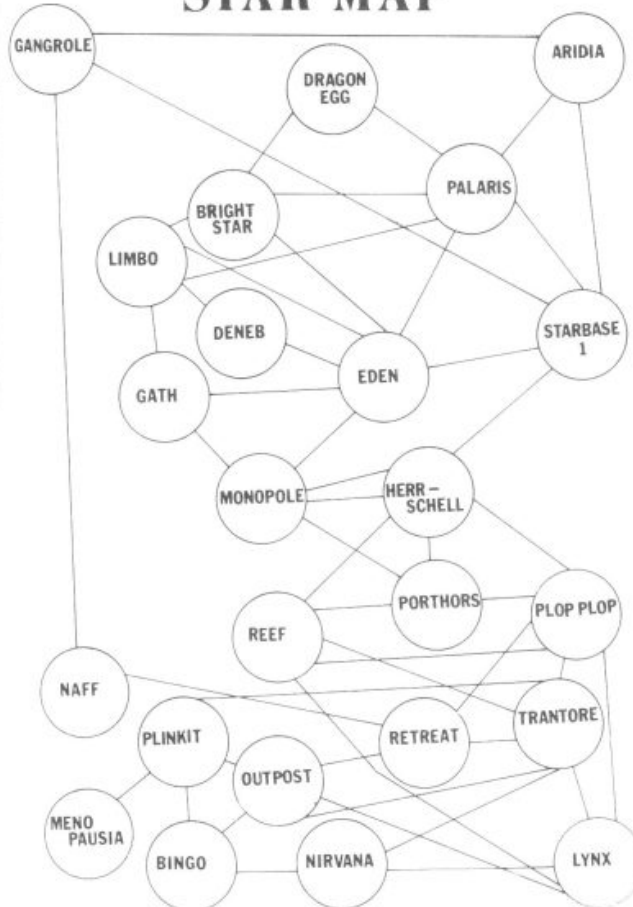 STAR MAP
GANGROLE
ARIDIA
DRAGON
EGG
PALARIS
BRIGHT
STAR
LIMBO
DENEB
STARBASE
1
EDEN
GATH
MONOPOLE
HERR-
SCHELL
PORTHORS
PLOP PLOP
REEF
NAFF
TRANTORE
RETREAT
PLINKIT
OUTPOST
MENO
PAUSIA
BINGO
NIRVANA
LYNX